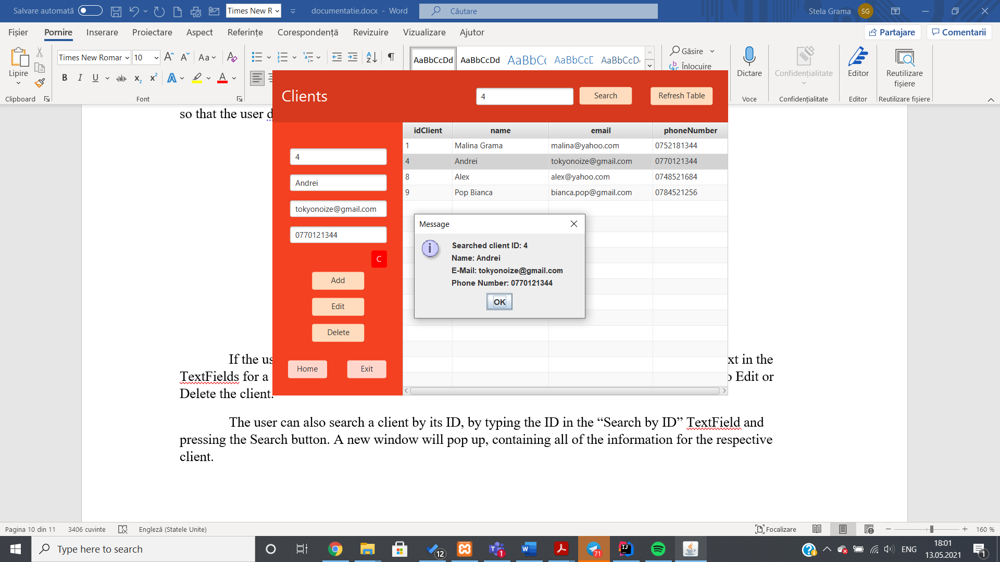 Salvare automată
Times New R
documentatie.docx - Word
Căutare
Stela Grama
SG
Fișier
Pornire
Inserare
Proiectare
Aspect
Referințe
Corespondență
Revizuire
Vizualizare
Ajutor
Partajare
Comentarii
Lipire
Times New Roman
10
Aa
AaBbCcDd
AaBbCcDd
AaBbCc
AaBbCcD
AaBbCcD
Găsire
Înlocuire
Dictare
Confidențialitate
Editor
Reutilizare
fișiere
Clipboard
Font
Voce
Confidențialitate
Editor
Reutilizare fișiere
so that the user d
Clients
4
Search
Refresh Table
idClient name email phoneNumber
1 Malina Grama malina@yahoo.com 0752181344
4 Andrei tokyonoize@gmail.com 0770121344
8 Alex alex@yahoo.com 0748521684
9 Pop Bianca bianca.pop@gmail.com 0784521256
4
Andrei
tokyonoize@gmail.com
0770121344
C
Add
Edit
Delete
Home
Exit
Message
Searched client ID: 4
Name: Andrei
E-Mail: tokyonoize@gmail.com
Phone Number: 0770121344
OK
If the us xt in the
TextFields for a o Edit or
Delete the client.
The user can also search a client by its ID, by typing the ID in the “Search by ID” TextField and
pressing the Search button. A new window will pop up, containing all of the information for the respective
client.
Pagina 10 din 11
3406 cuvinte
Engleză (Statele Unite)
Focalizare
160 %
Type here to search
12
1
71
ENG
18:01
13.05.2021
1